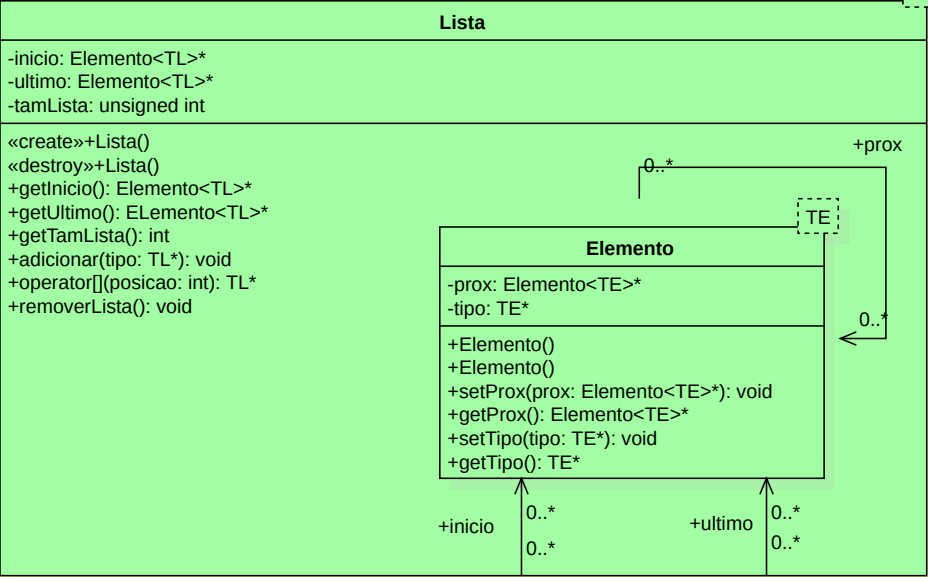 Lista
-inicio: Elemento<TL>*
-ultimo: Elemento<TL>*
-tamLista: unsigned int
«create»+Lista()
«destroy»+Lista()
+getInicio(): Elemento<TL>*
+getUltimo(): ELemento<TL>*
+getTamLista(): int
+adicionar(tipo: TL*): void
+operator[](posicao: int): TL*
+removerLista(): void
+prox
0..*
TE
Elemento
-prox: Elemento<TE>*
-tipo: TE*
0..*
+Elemento()
+Elemento()
+setProx(prox: Elemento<TE>*): void
+getProx(): Elemento<TE>*
+setTipo(tipo: TE*): void
+getTipo(): TE*
+inicio
0..*
0..*
+ultimo
0..*
0..*